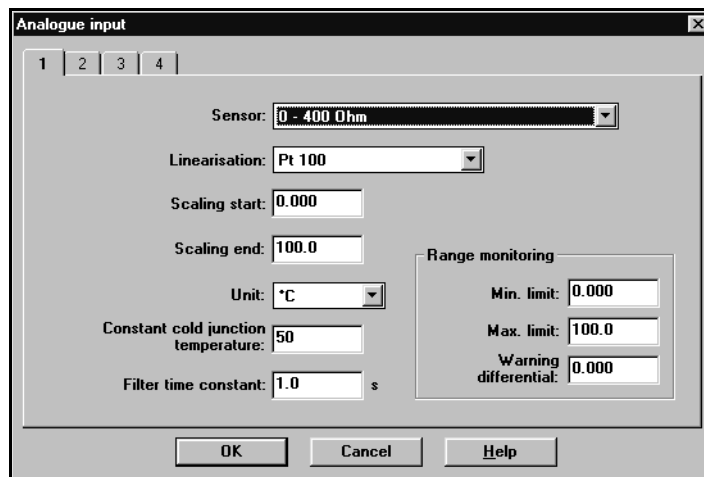 Analogue input
1 2 3 4
Sensor: 0 - 400 Ohm
Linearisation: Pt 100
Scaling start: 0.000
Scaling end: 100.0
Unit: °C
Constant cold junction
temperature: 50
Filter time constant: 1.0 s
Range monitoring
Min. limit: 0.000
Max. limit: 100.0
Warning
differential: 0.000
OK Cancel Help